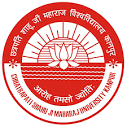 छत्रपति शाहू जी महाराज विश्वविद्यालय कानपुर
आरोह तमसो ज्योतिः
CHHATRAPATI SHAHU JI MAHARAJ UNIVERSITY KANPUR